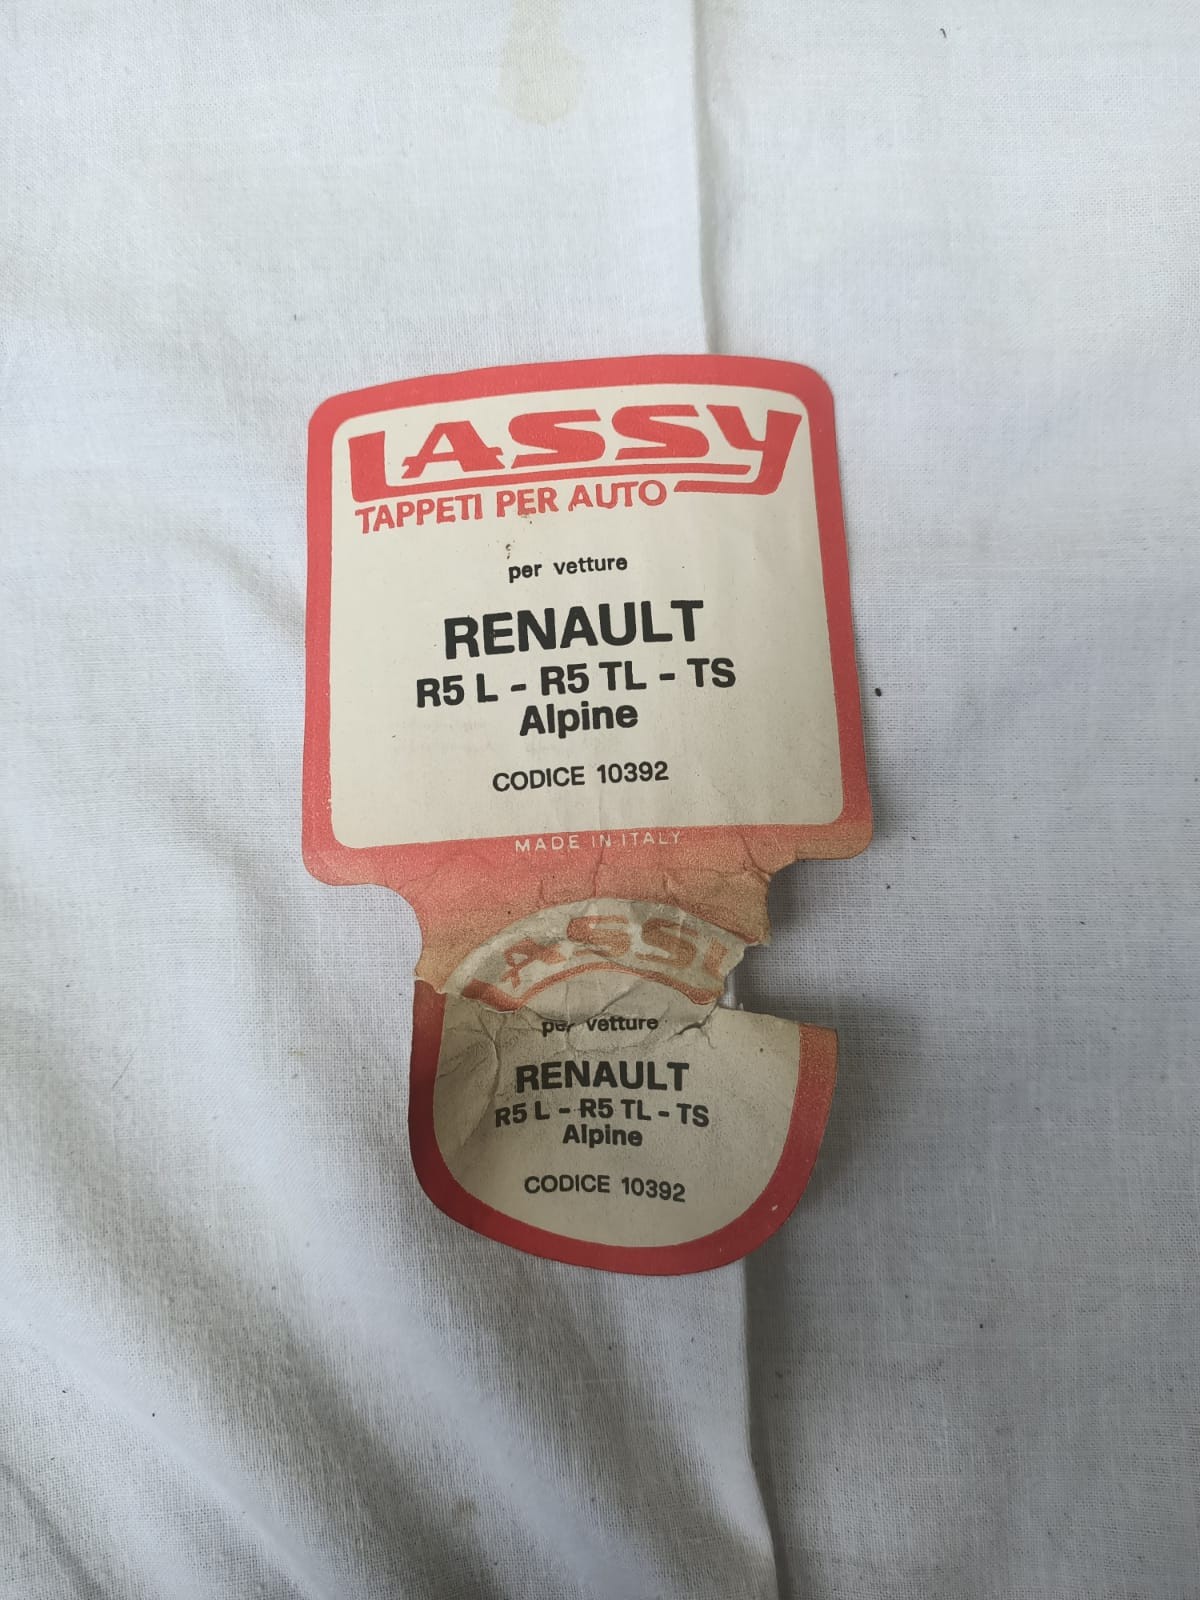 LASSY
TAPPETI PER AUTO
per vetture
RENAULT
R5 L - R5 TL - TS
Alpine
CODICE 10392
MADE IN ITALY
LASSY
per vetture
RENAULT
R5 L - R5 TL - TS
Alpine
CODICE 10392